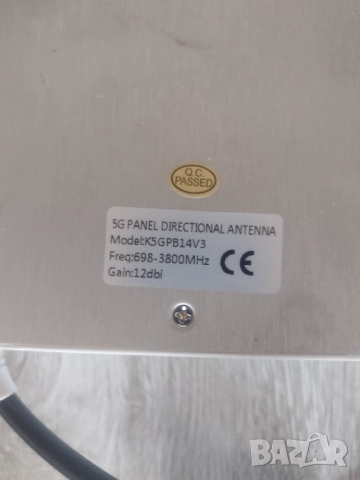 Q.C.
PASSED
5G PANEL DIRECTIONAL ANTENNA
Model:K5GPB14V3
Freq:698-3800MHz
Gain:12dbi
CE
BAZAR